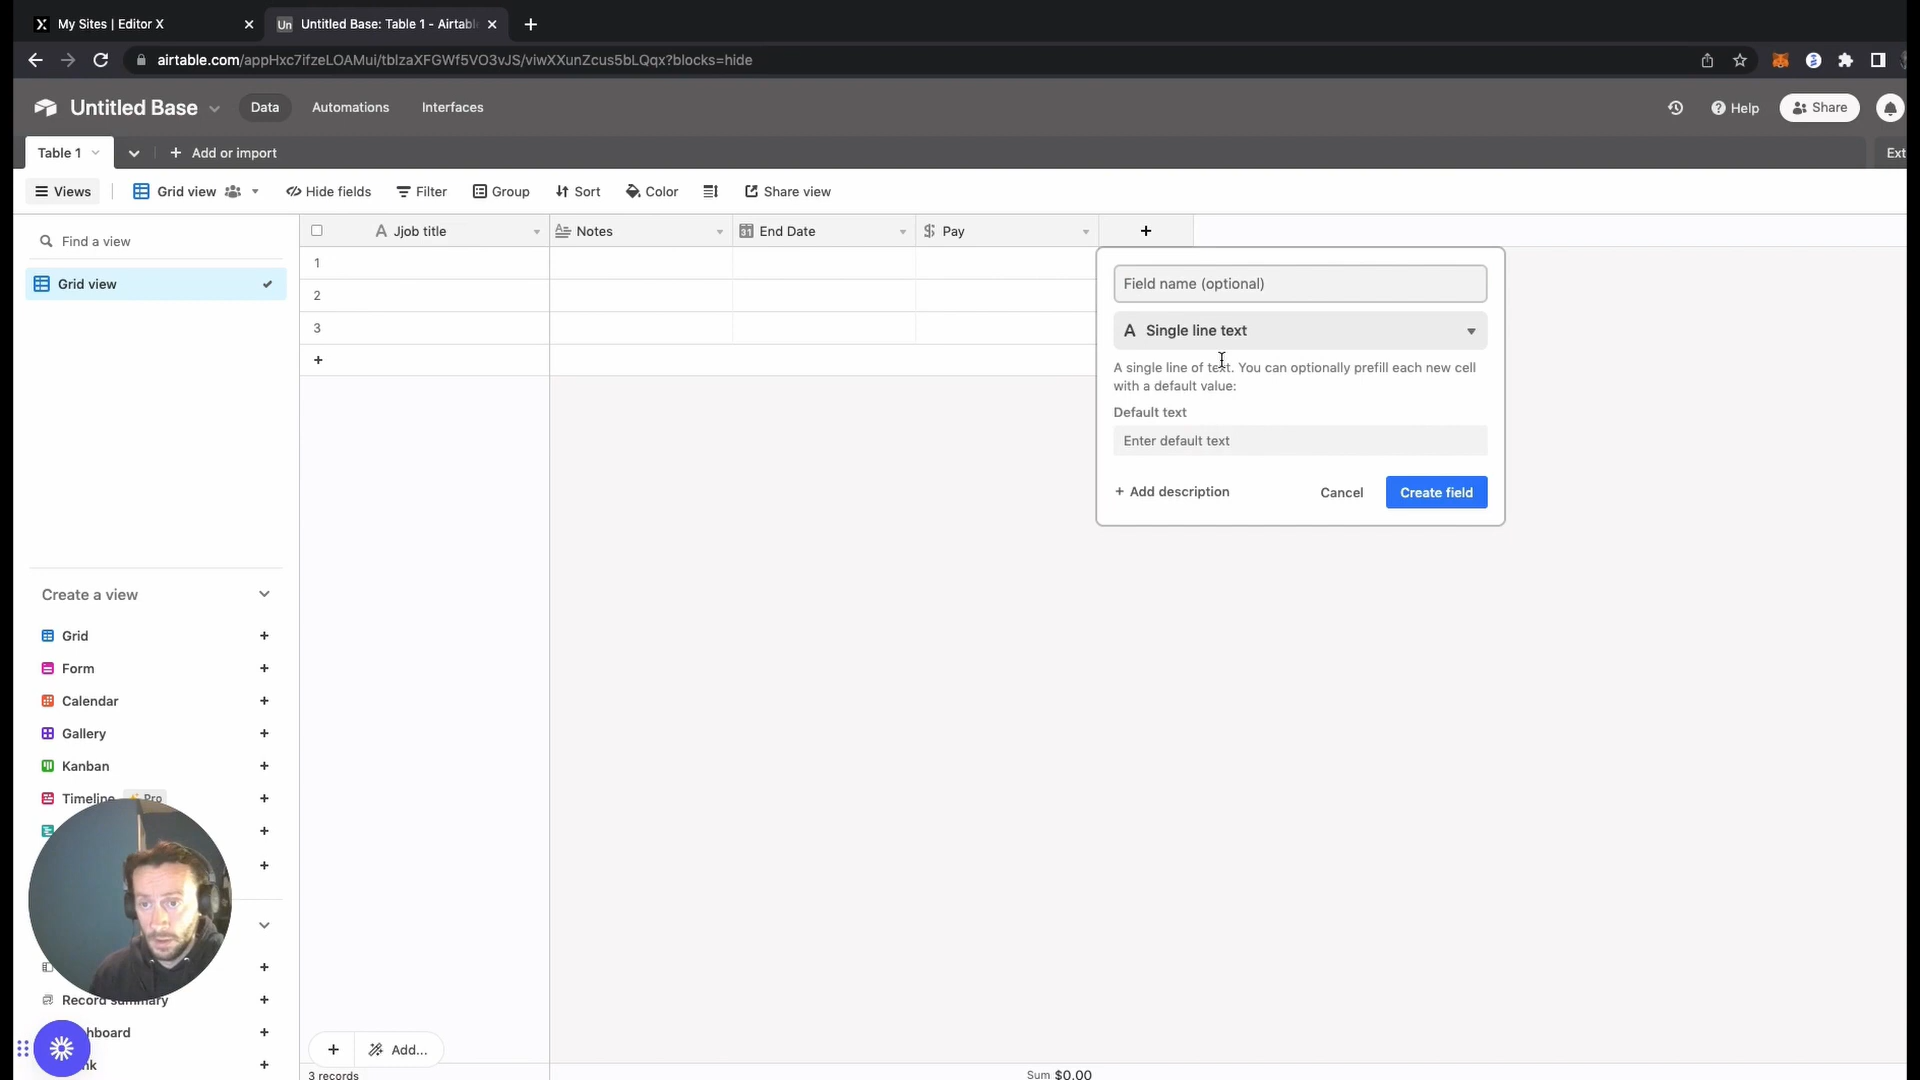 My Sites | Editor X
Un Untitled Base: Table 1 - Airtabl
airtable.com/appHxc7ifzeLOAMui/tblzaXFGWf5VO3vJS/viwXXunZcus5bLQqx?blocks=hide
Untitled Base Data Automations Interfaces Help Share
Table 1 Add or import Ext
Views Grid view Hide fields Filter Group Sort Color Share view
Find a view
Jjob title Notes End Date Pay
Grid view
1
2
3
Field name (optional)
Single line text
A single line of text. You can optionally prefill each new cell
with a default value:
Default text
Enter default text
+ Add description Cancel Create field
Create a view
Grid
Form
Calendar
Gallery
Kanban
Timeline Pro
Record summary
Add...
3 records Sum $0.00